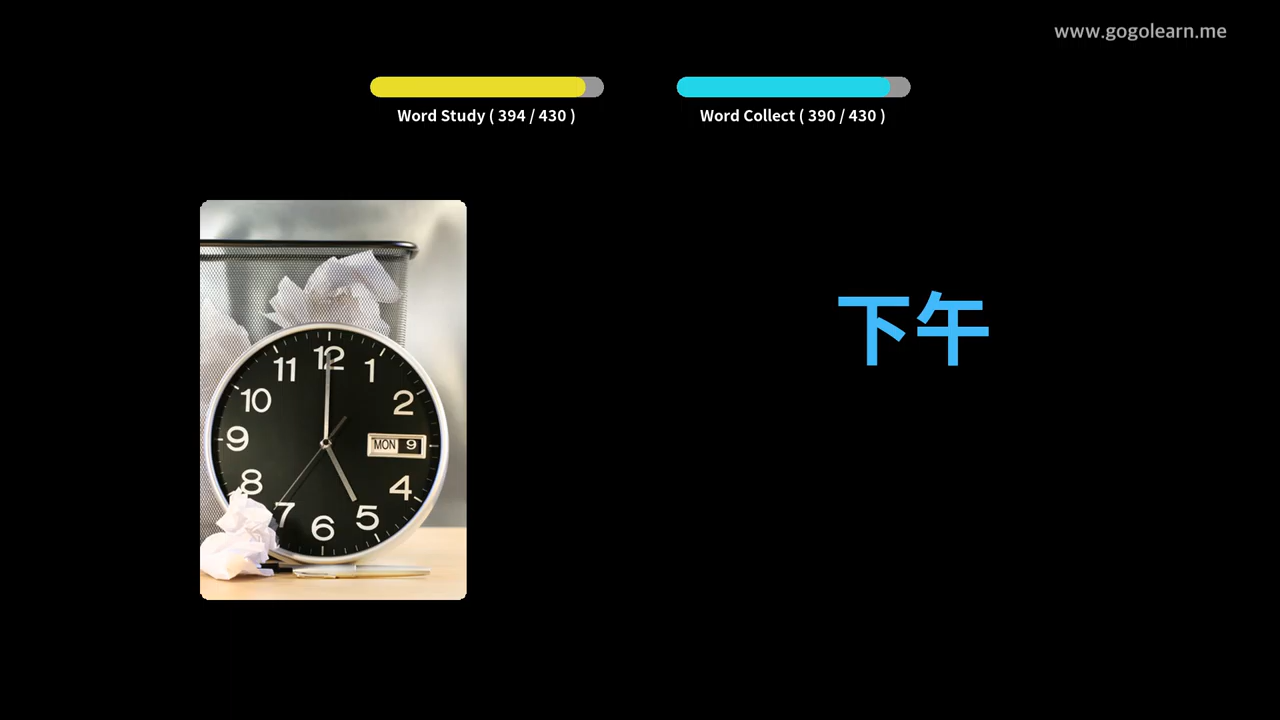 www.gogolearn.me
Word Study ( 394 / 430 )
Word Collect ( 390 / 430 )
下午
12
1
2
MON 9
4
5
6
7
8
9
10
11